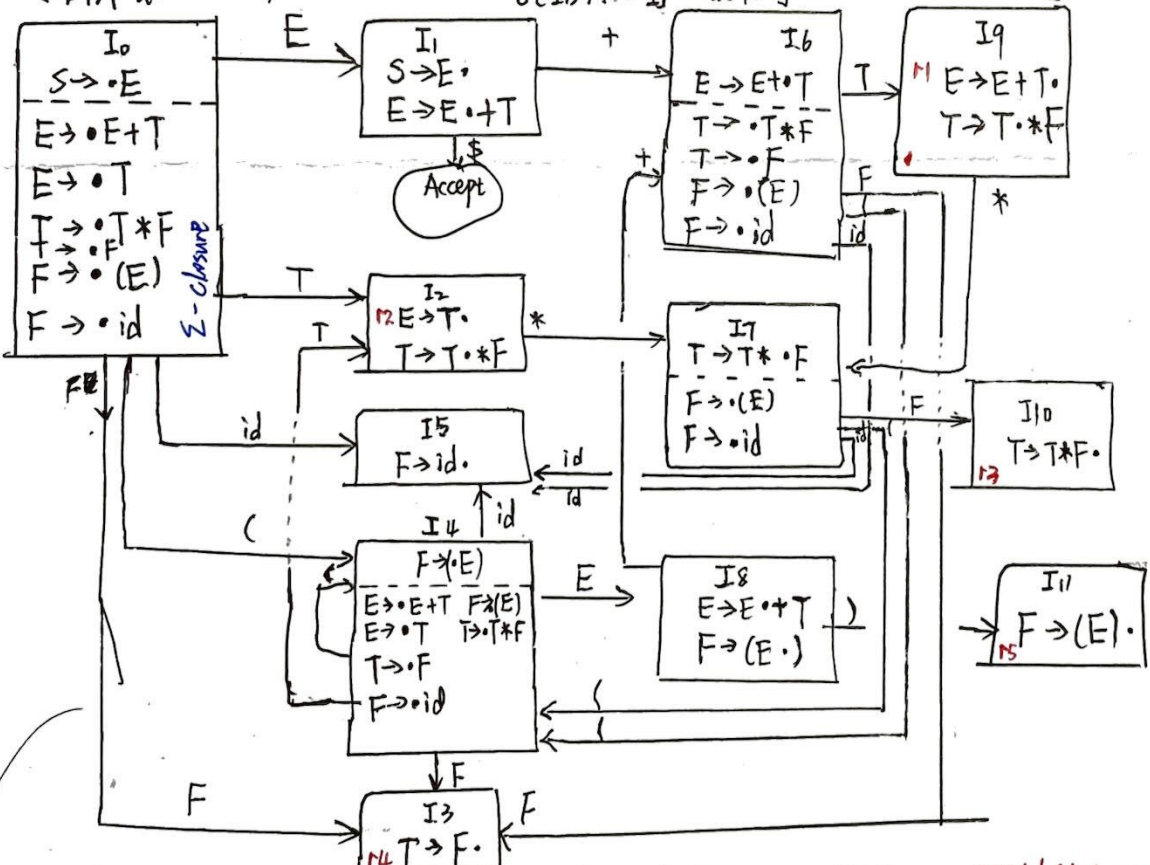 I0
S→·E
E→·E+T
E→·T
T→·T*F
T→·F
F→·(E)
F→·id
Σ-closure
E
I1
S→E·
E→E·+T
$
Accept
+
I6
E→E+·T
T→·T*F
T→·F
F→·(E)
F→·id
T
I9
r1 E→E+T·
T→T·*F
*
+
F
(
id
T
I2
r2 E→T·
T→T·*F
*
T
I7
T→T*·F
F→·(E)
F→·id
F
id
(
I10
T→T*F·
r3
F
id
I5
F→id·
id
id
id
(
I4
F→(·E)
(
E→·E+T F→·(E)
E→·T T→·T*F
T→·F
F→·id
E
I8
E→E·+T
F→(E·)
)
I11
F→(E)·
r5
(
(
F
F
I3
F
r4 T→F·